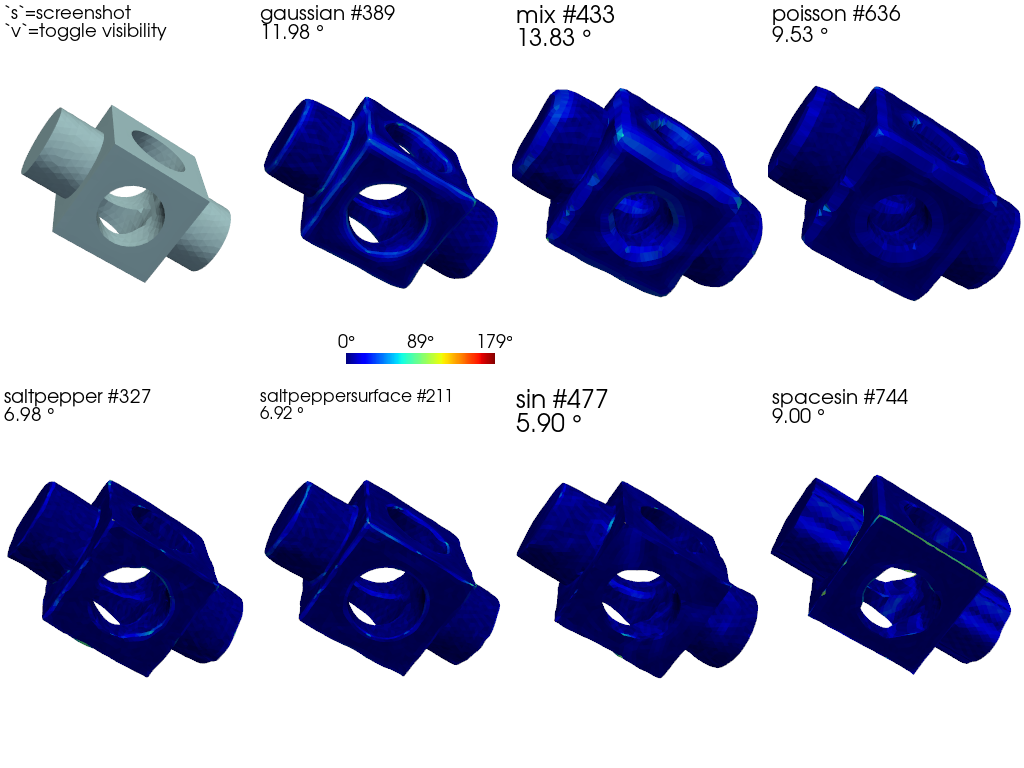 `s`=screenshot
`v`=toggle visibility
gaussian #389
11.98 °
mix #433
13.83 °
poisson #636
9.53 °
0° 89° 179°
saltpepper #327
6.98 °
saltpeppersurface #211
6.92 °
sin #477
5.90 °
spacesin #744
9.00 °